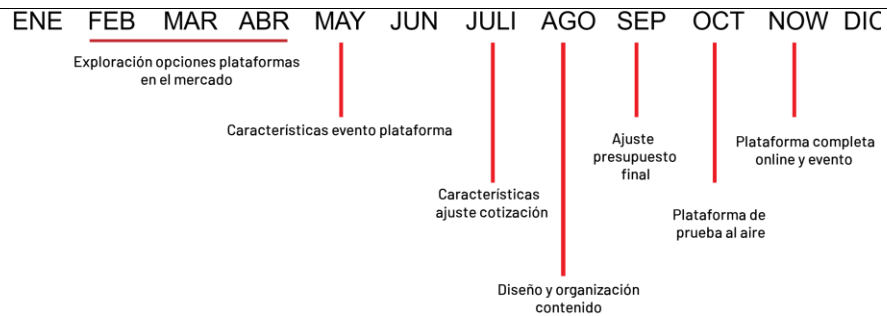 ENE FEB MAR ABR MAY JUN JULI AGO SEP OCT NOW DIC
Exploración opciones plataformas
en el mercado
Características evento plataforma
Características
ajuste cotización
Diseño y organización
contenido
Ajuste
presupuesto
final
Plataforma de
prueba al aire
Plataforma completa
online y evento